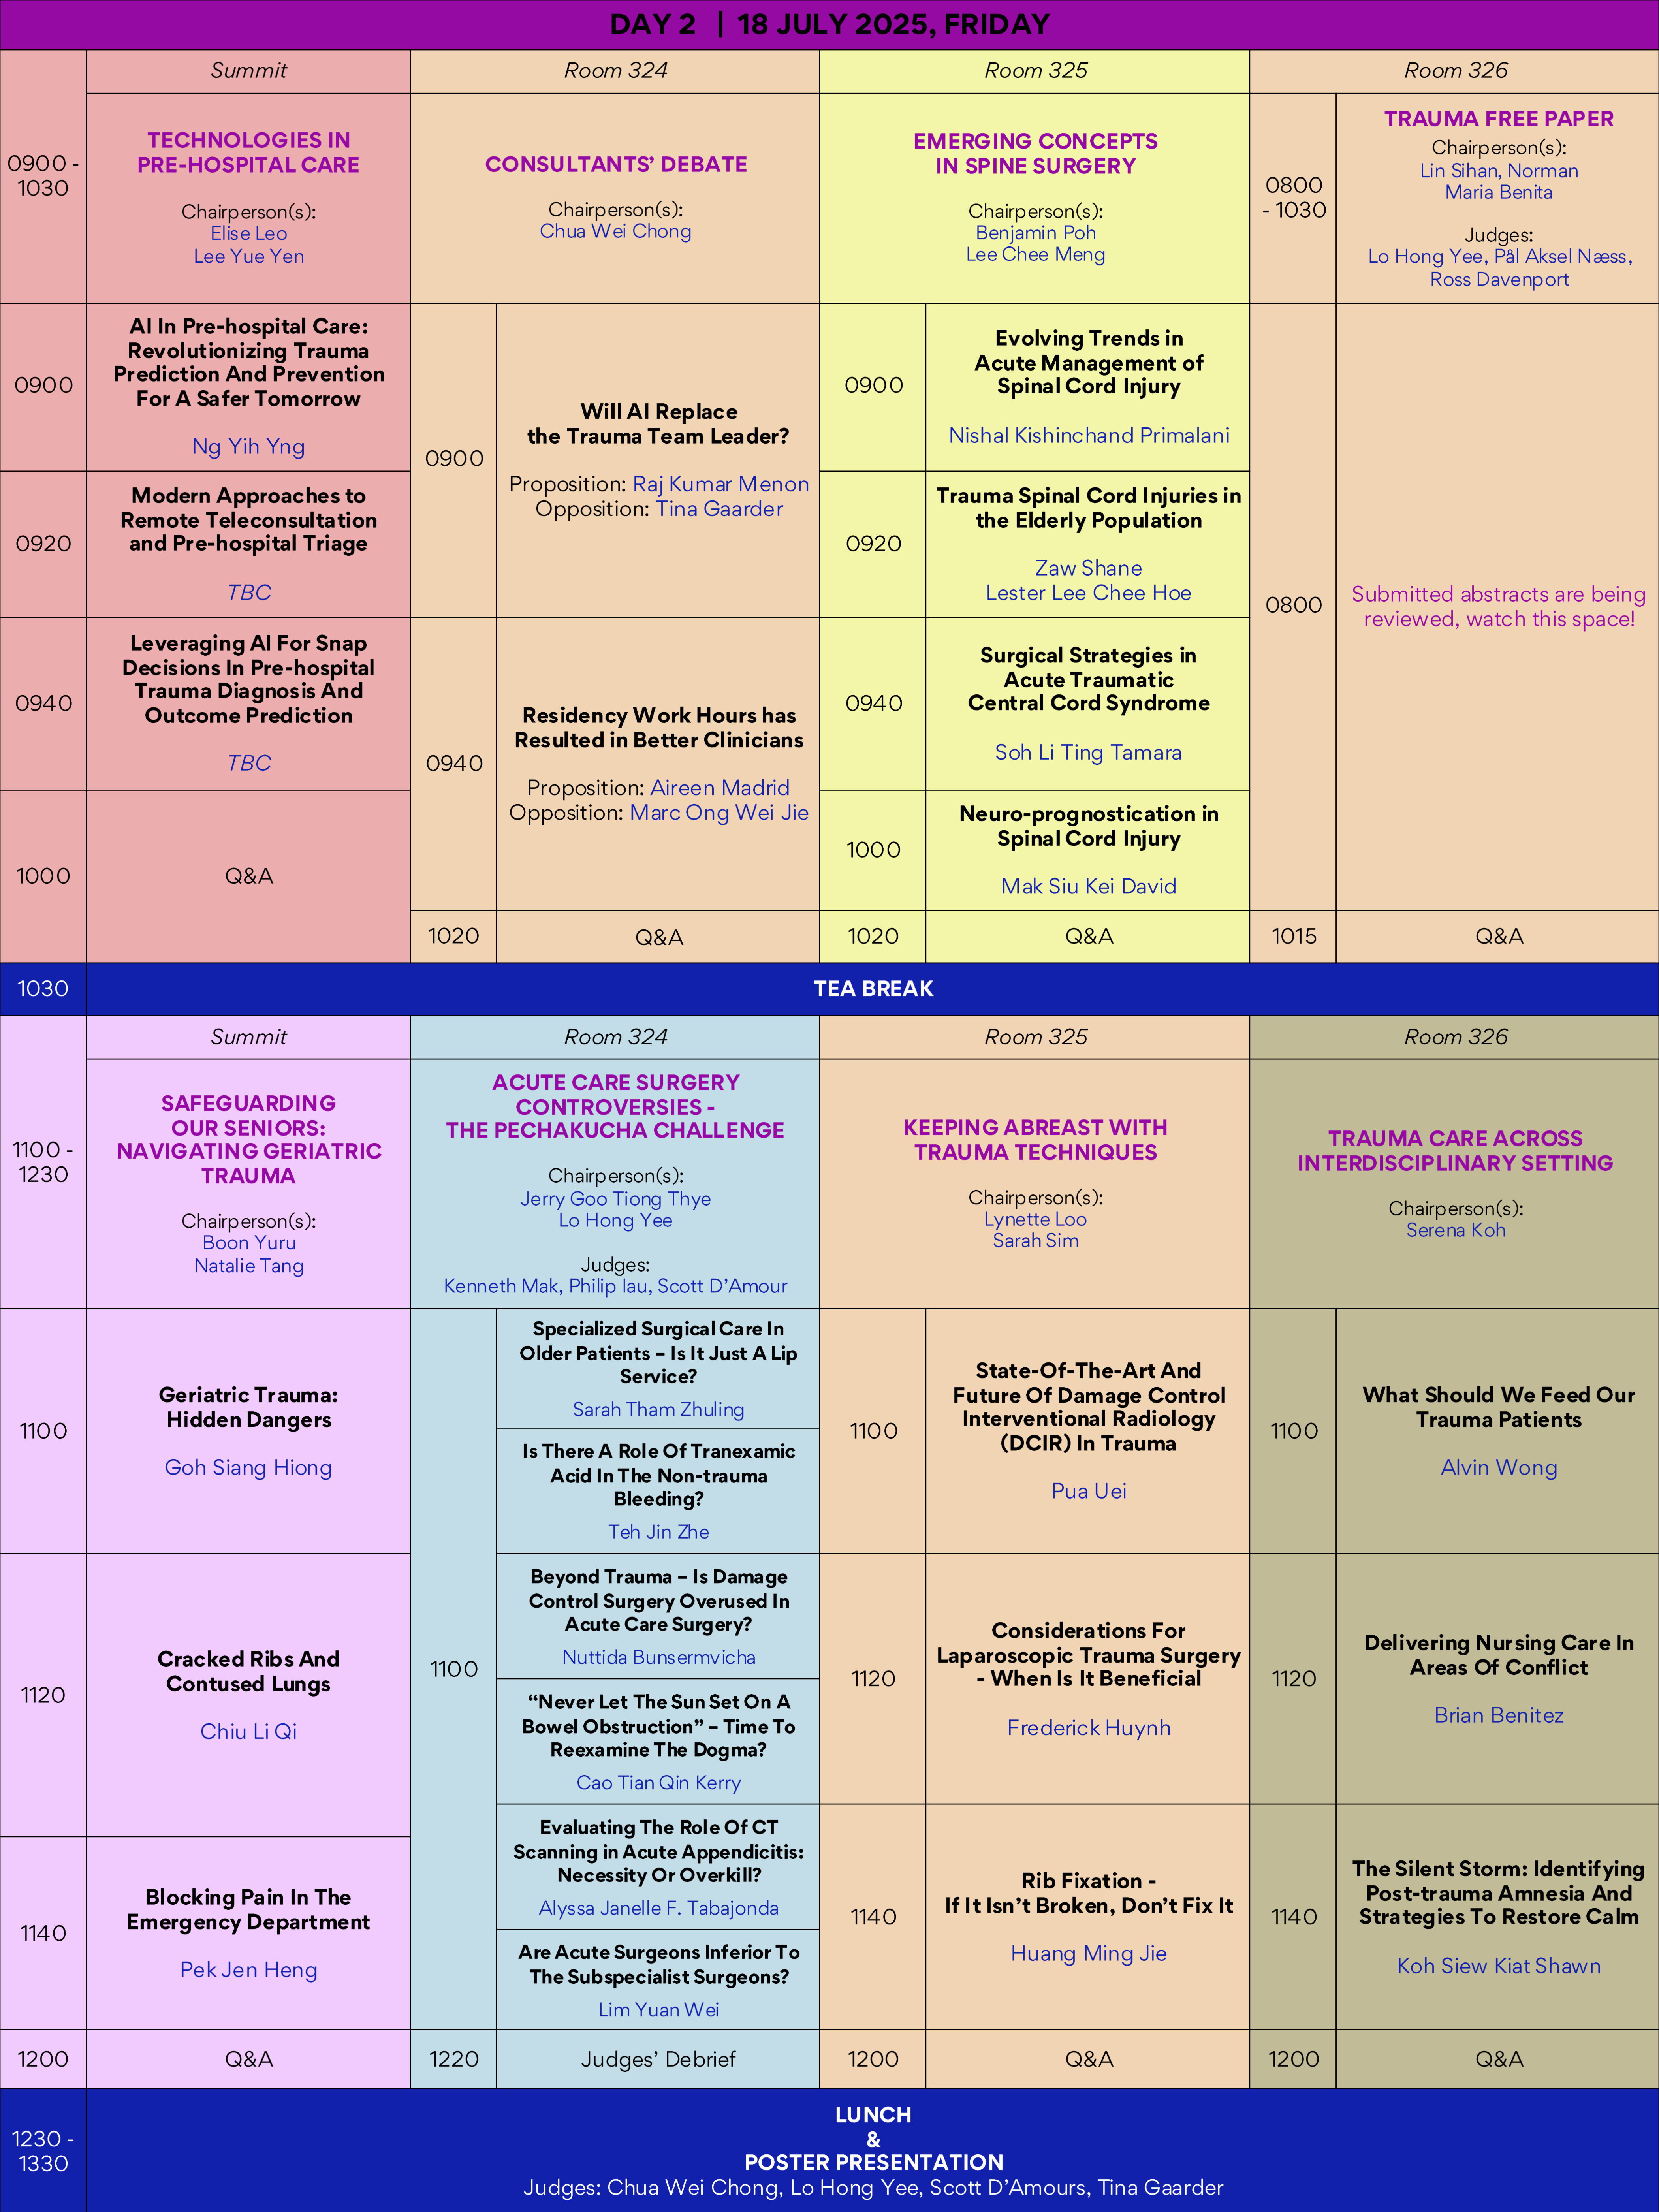 DAY 2 | 18 JULY 2025, FRIDAY
0900 -
1030
Summit
TECHNOLOGIES IN
PRE-HOSPITAL CARE
Chairperson(s):
Elise Leo
Lee Yue Yen
Room 324
CONSULTANTS’ DEBATE
Chairperson(s):
Chua Wei Chong
Room 325
EMERGING CONCEPTS
IN SPINE SURGERY
Chairperson(s):
Benjamin Poh
Lee Chee Meng
Room 326
0800
- 1030
TRAUMA FREE PAPER
Chairperson(s):
Lin Sihan, Norman
Maria Benita
Judges:
Lo Hong Yee, Pål Aksel Næss,
Ross Davenport
0900
AI In Pre-hospital Care:
Revolutionizing Trauma
Prediction And Prevention
For A Safer Tomorrow
Ng Yih Yng
0920
Modern Approaches to
Remote Teleconsultation
and Pre-hospital Triage
TBC
0940
Leveraging AI For Snap
Decisions In Pre-hospital
Trauma Diagnosis And
Outcome Prediction
TBC
1000
Q&A
0900
Will AI Replace
the Trauma Team Leader?
Proposition: Raj Kumar Menon
Opposition: Tina Gaarder
0940
Residency Work Hours has
Resulted in Better Clinicians
Proposition: Aireen Madrid
Opposition: Marc Ong Wei Jie
1020
Q&A
0900
Evolving Trends in
Acute Management of
Spinal Cord Injury
Nishal Kishinchand Primalani
0920
Trauma Spinal Cord Injuries in
the Elderly Population
Zaw Shane
Lester Lee Chee Hoe
0940
Surgical Strategies in
Acute Traumatic
Central Cord Syndrome
Soh Li Ting Tamara
1000
Neuro-prognostication in
Spinal Cord Injury
Mak Siu Kei David
1020
Q&A
0800
Submitted abstracts are being
reviewed, watch this space!
1015
Q&A
1030
TEA BREAK
1100 -
1230
Summit
SAFEGUARDING
OUR SENIORS:
NAVIGATING GERIATRIC
TRAUMA
Chairperson(s):
Boon Yuru
Natalie Tang
Room 324
ACUTE CARE SURGERY
CONTROVERSIES -
THE PECHAKUCHA CHALLENGE
Chairperson(s):
Jerry Goo Tiong Thye
Lo Hong Yee
Judges:
Kenneth Mak, Philip Iau, Scott D’Amour
Room 325
KEEPING ABREAST WITH
TRAUMA TECHNIQUES
Chairperson(s):
Lynette Loo
Sarah Sim
Room 326
TRAUMA CARE ACROSS
INTERDISCIPLINARY SETTING
Chairperson(s):
Serena Koh
1100
Geriatric Trauma:
Hidden Dangers
Goh Siang Hiong
1120
Cracked Ribs And
Contused Lungs
Chiu Li Qi
1140
Blocking Pain In The
Emergency Department
Pek Jen Heng
1200
Q&A
1100
Specialized Surgical Care In
Older Patients – Is It Just A Lip
Service?
Sarah Tham Zhuling
Is There A Role Of Tranexamic
Acid In The Non-trauma
Bleeding?
Teh Jin Zhe
Beyond Trauma – Is Damage
Control Surgery Overused In
Acute Care Surgery?
Nuttida Bunsermvicha
“Never Let The Sun Set On A
Bowel Obstruction” – Time To
Reexamine The Dogma?
Cao Tian Qin Kerry
Evaluating The Role Of CT
Scanning in Acute Appendicitis:
Necessity Or Overkill?
Alyssa Janelle F. Tabajonda
Are Acute Surgeons Inferior To
The Subspecialist Surgeons?
Lim Yuan Wei
1220
Judges’ Debrief
1100
State-Of-The-Art And
Future Of Damage Control
Interventional Radiology
(DCIR) In Trauma
Pua Uei
1120
Considerations For
Laparoscopic Trauma Surgery
- When Is It Beneficial
Frederick Huynh
1140
Rib Fixation -
If It Isn’t Broken, Don’t Fix It
Huang Ming Jie
1200
Q&A
1100
What Should We Feed Our
Trauma Patients
Alvin Wong
1120
Delivering Nursing Care In
Areas Of Conflict
Brian Benitez
1140
The Silent Storm: Identifying
Post-trauma Amnesia And
Strategies To Restore Calm
Koh Siew Kiat Shawn
1200
Q&A
1230 -
1330
LUNCH
&
POSTER PRESENTATION
Judges: Chua Wei Chong, Lo Hong Yee, Scott D’Amours, Tina Gaarder